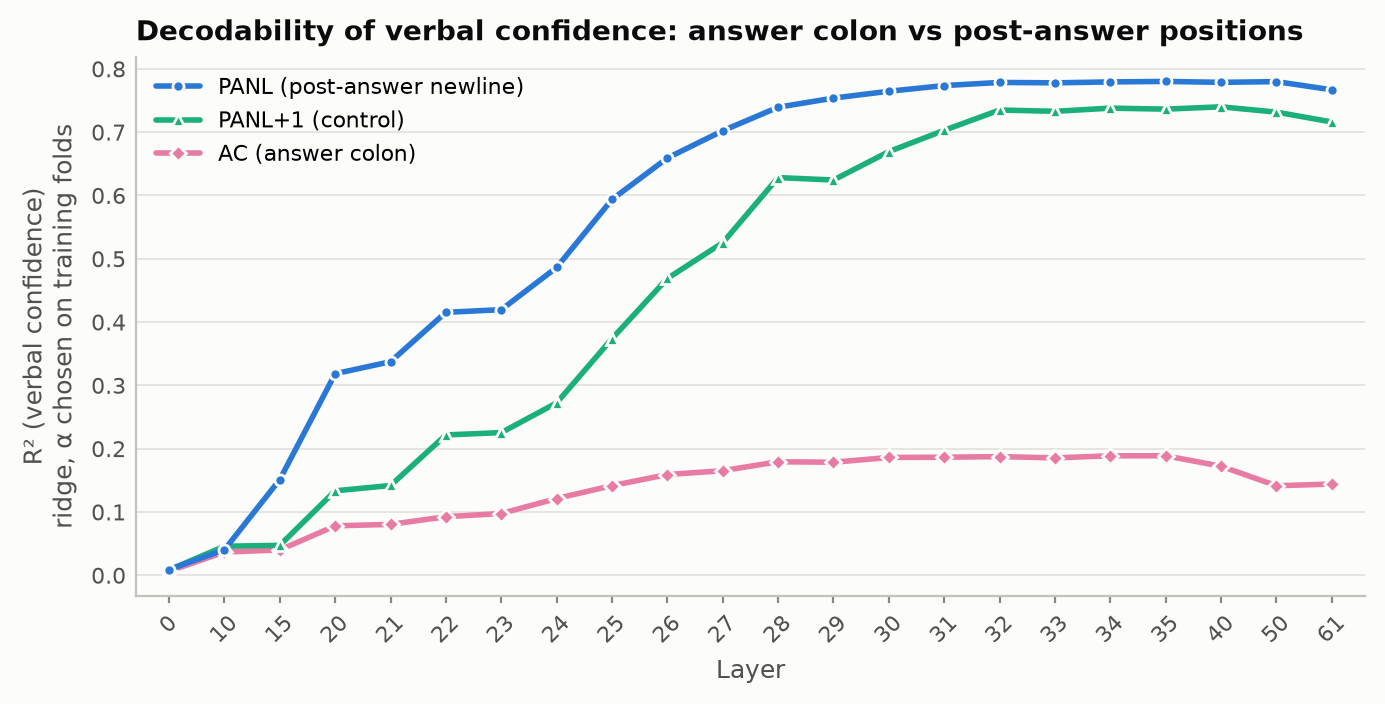 Decodability of verbal confidence: answer colon vs post-answer positions
PANL (post-answer newline)
PANL+1 (control)
AC (answer colon)
R² (verbal confidence)
ridge, α chosen on training folds
0.8
0.7
0.6
0.5
0.4
0.3
0.2
0.1
0.0
0 10 15 20 21 22 23 24 25 26 27 28 29 30 31 32 33 34 35 40 50 61
Layer